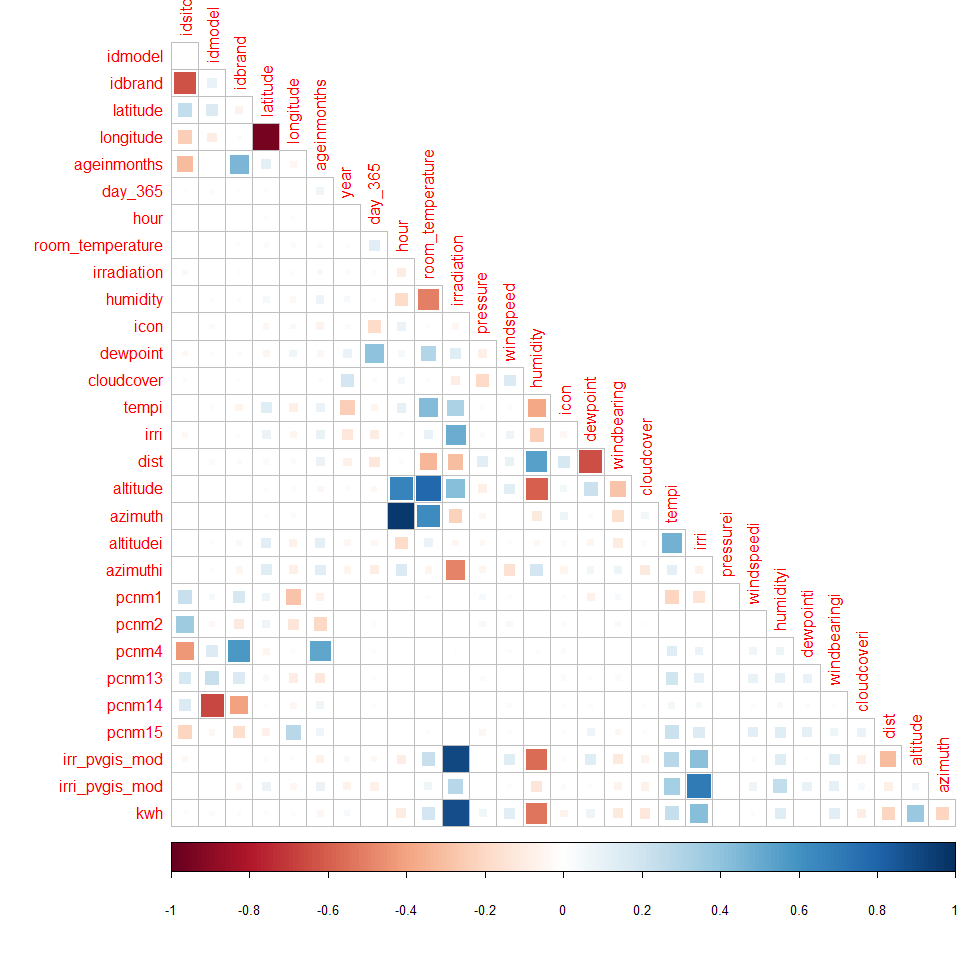 idmodel
idbrand
latitude
longitude
ageinmonths
year
day_365
hour
room_temperature
irradiation
pressure
windspeed
humidity
icon
dewpoint
windbearing
cloudcover
tempi
irri
pressurei
windspeedi
humidityi
dewpointi
windbearingi
cloudcoveri
dist
altitude
azimuth
idmodel
idbrand
latitude
longitude
ageinmonths
day_365
hour
room_temperature
irradiation
humidity
icon
dewpoint
cloudcover
tempi
irri
dist
altitude
azimuth
altitudei
azimuthi
pcnm1
pcnm2
pcnm4
pcnm13
pcnm14
pcnm15
irr_pvgis_mod
irri_pvgis_mod
kwh
-1 -0.8 -0.6 -0.4 -0.2 0 0.2 0.4 0.6 0.8 1